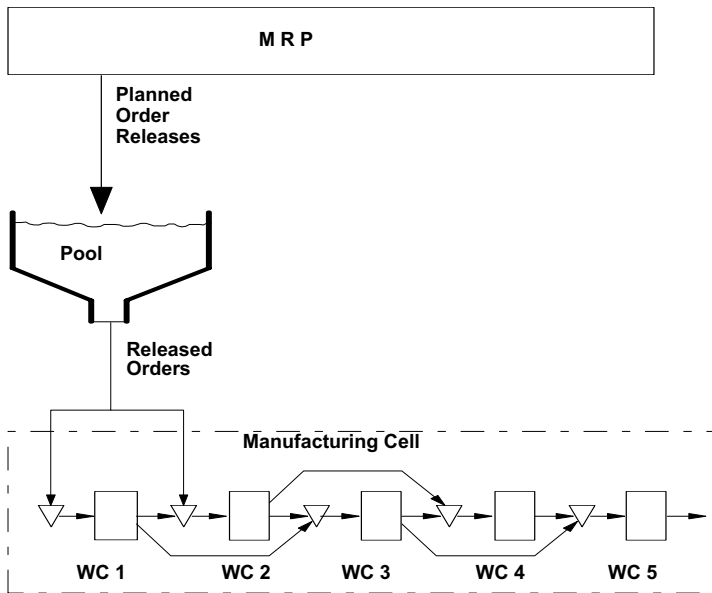 M R P
Planned
Order
Releases
Pool
Released
Orders
Manufacturing Cell
WC 1 WC 2 WC 3 WC 4 WC 5